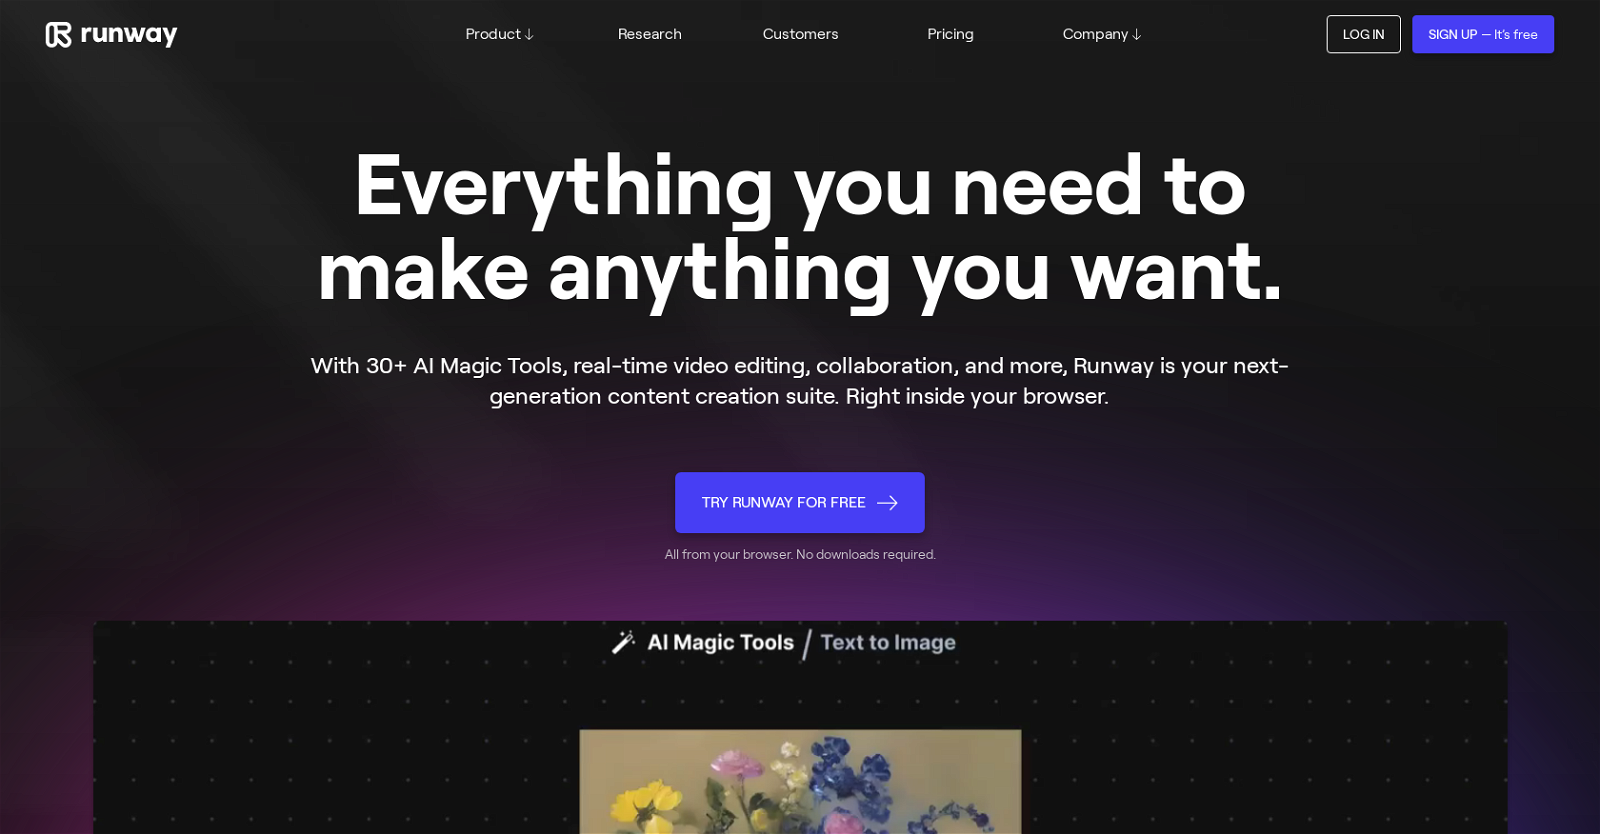 runway
Product ↓
Research
Customers
Pricing
Company ↓
LOG IN
SIGN UP — It's free
Everything you need to
make anything you want.
With 30+ AI Magic Tools, real-time video editing, collaboration, and more, Runway is your next-
generation content creation suite. Right inside your browser.
TRY RUNWAY FOR FREE →
All from your browser. No downloads required.
AI Magic Tools / Text to Image